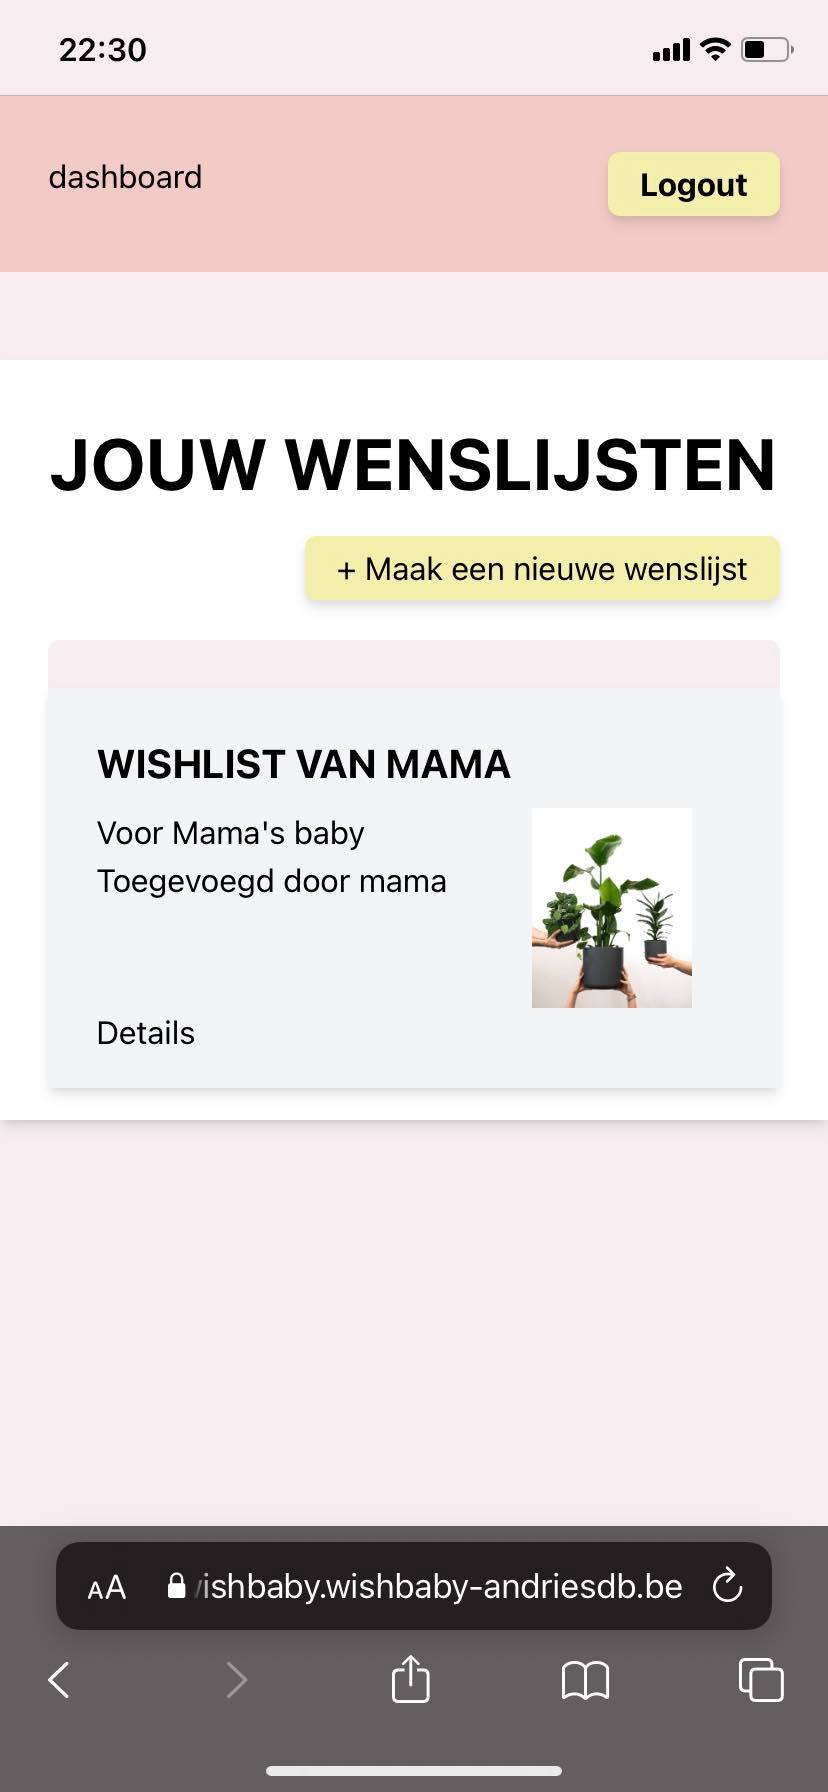 22:30
dashboard
Logout
JOUW WENSLIJSTEN
+ Maak een nieuwe wenslijst
WISHLIST VAN MAMA
Voor Mama's baby
Toegevoegd door mama
Details
AA
ishbaby.wishbaby-andriesdb.be